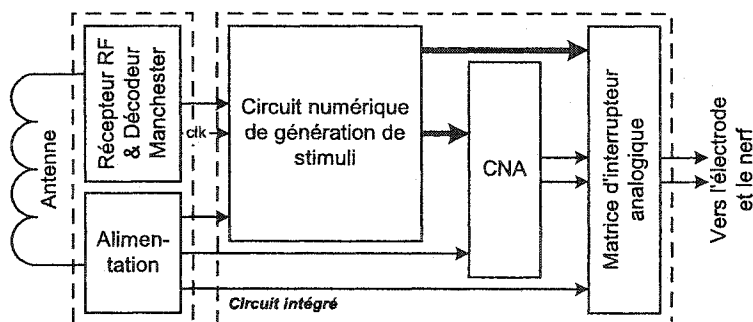 Antenne
Récepteur RF
& Décodeur
Manchester
clk
Alimen-
tation
Circuit numérique
de génération de
stimuli
CNA
Matrice d'interrupteur
analogique
Vers l'électrode
et le nerf
Circuit intégré